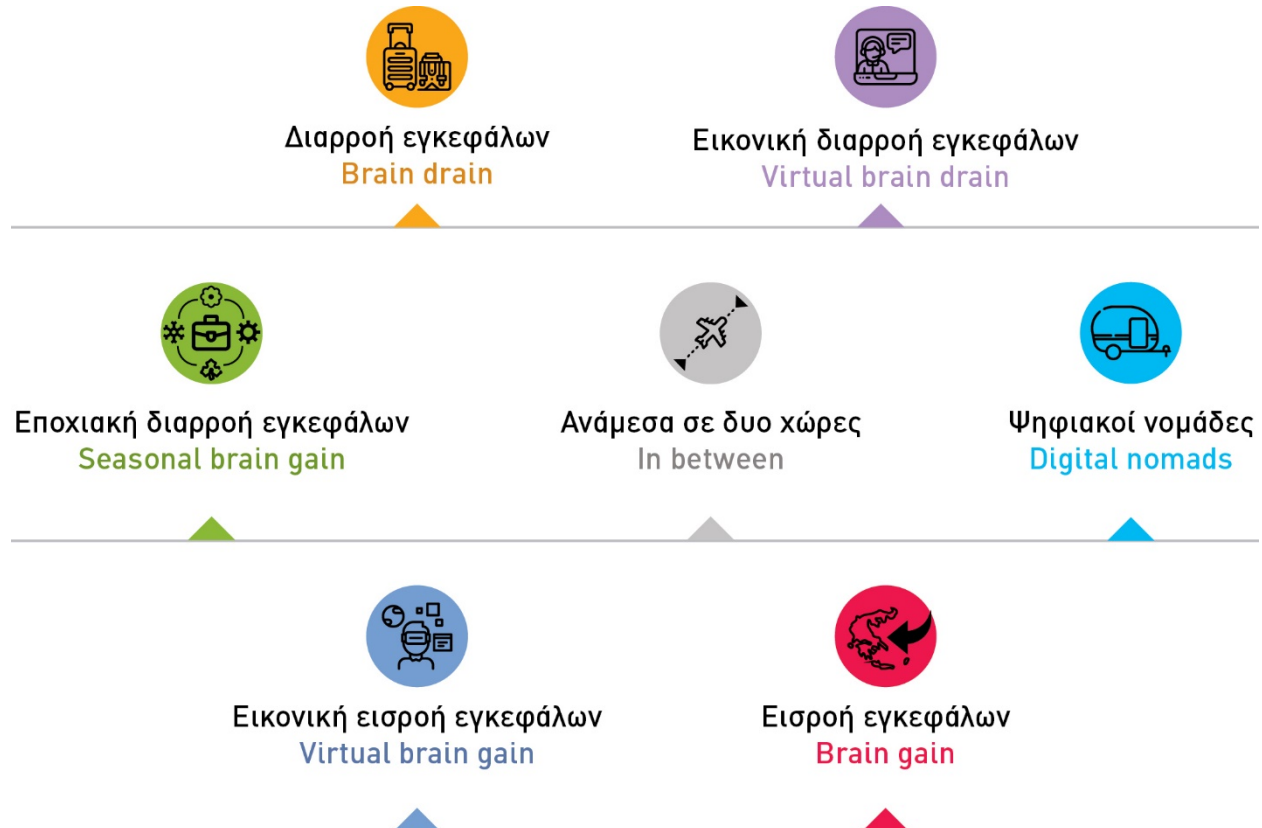 Διαρροή εγκεφάλων
Brain drain
Εικονική διαρροή εγκεφάλων
Virtual brain drain
Εποχιακή διαρροή εγκεφάλων
Seasonal brain gain
Ανάμεσα σε δυο χώρες
In between
Ψηφιακοί νομάδες
Digital nomads
Εικονική εισροή εγκεφάλων
Virtual brain gain
Εισροή εγκεφάλων
Brain gain